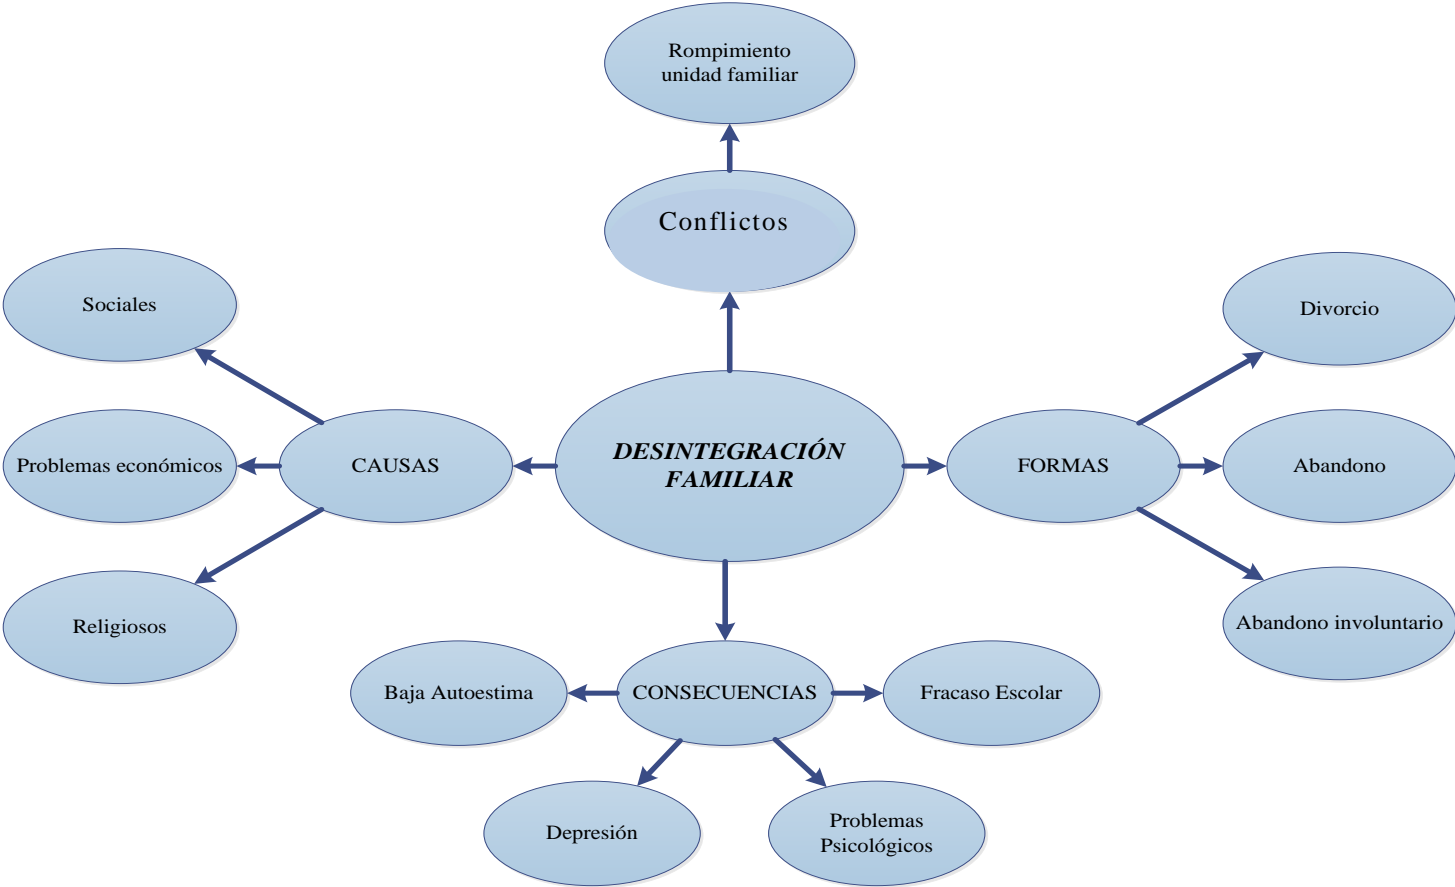 Rompimiento
unidad familiar
Conflictos
Sociales
Divorcio
Problemas económicos
CAUSAS
DESINTEGRACIÓN
FAMILIAR
FORMAS
Abandono
Religiosos
Abandono involuntario
Baja Autoestima
CONSECUENCIAS
Fracaso Escolar
Depresión
Problemas
Psicológicos